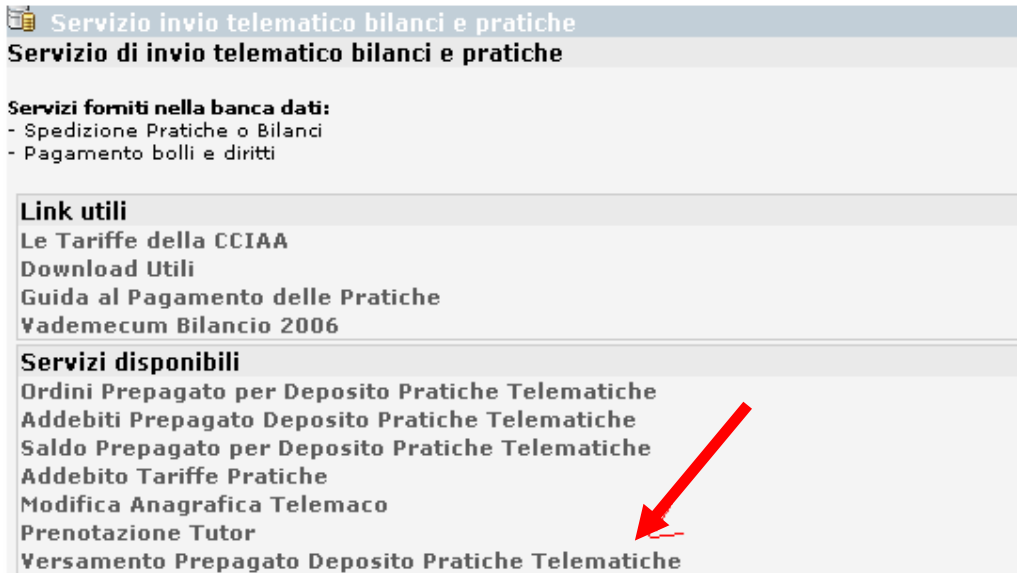 Servizio invio telematico bilanci e pratiche
Servizio di invio telematico bilanci e pratiche
Servizi forniti nella banca dati:
- Spedizione Pratiche o Bilanci
- Pagamento bolli e diritti
Link utili
Le Tariffe della CCIAA
Download Utili
Guida al Pagamento delle Pratiche
Vademecum Bilancio 2006
Servizi disponibili
Ordini Prepagato per Deposito Pratiche Telematiche
Addebiti Prepagato Deposito Pratiche Telematiche
Saldo Prepagato per Deposito Pratiche Telematiche
Addebito Tariffe Pratiche
Modifica Anagrafica Telemaco
Prenotazione Tutor
Versamento Prepagato Deposito Pratiche Telematiche